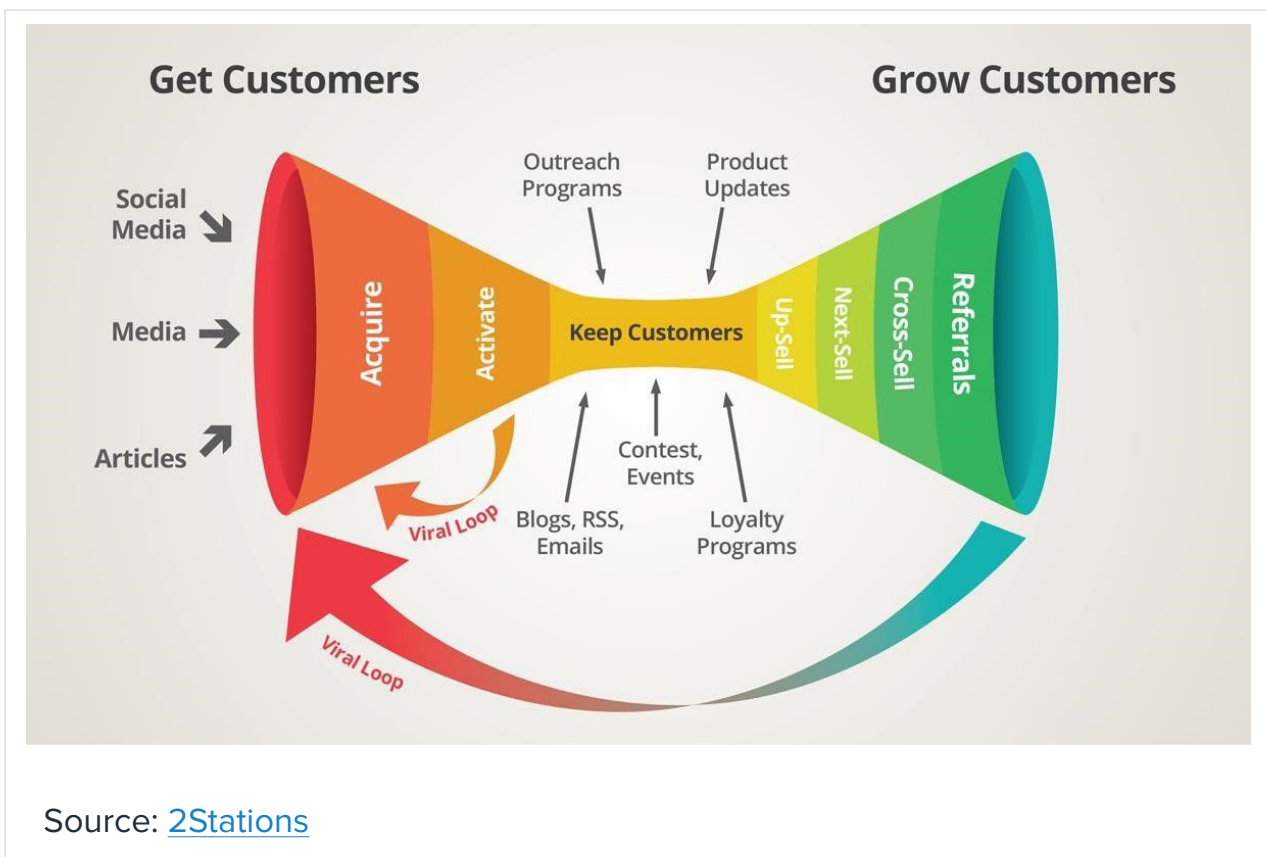 Get Customers
Grow Customers
Social
Media
Media
Articles
Outreach
Programs
Product
Updates
Acquire
Activate
Keep Customers
Up-Sell
Next-Sell
Cross-Sell
Referrals
Viral Loop
Blogs, RSS,
Emails
Contest,
Events
Loyalty
Programs
Viral Loop
Source: 2Stations